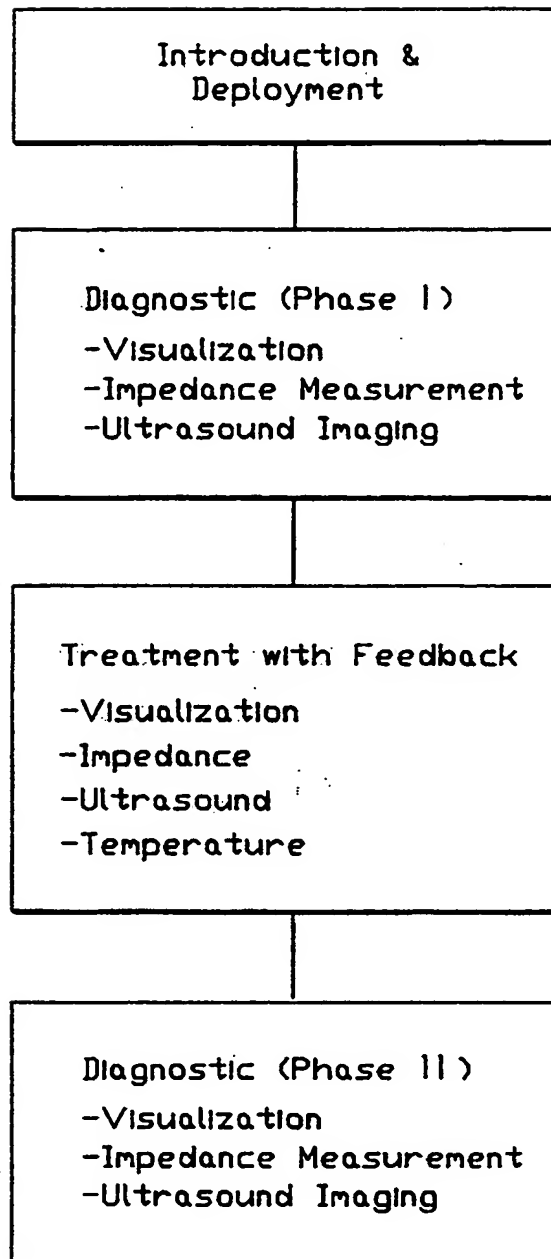 Introduction &
Deployment
Diagnostic (Phase I)
-Visualization
-Impedance Measurement
-Ultrasound Imaging
Treatment with Feedback
-Visualization
-Impedance
-Ultrasound
-Temperature
Diagnostic (Phase II)
-Visualization
-Impedance Measurement
-Ultrasound Imaging